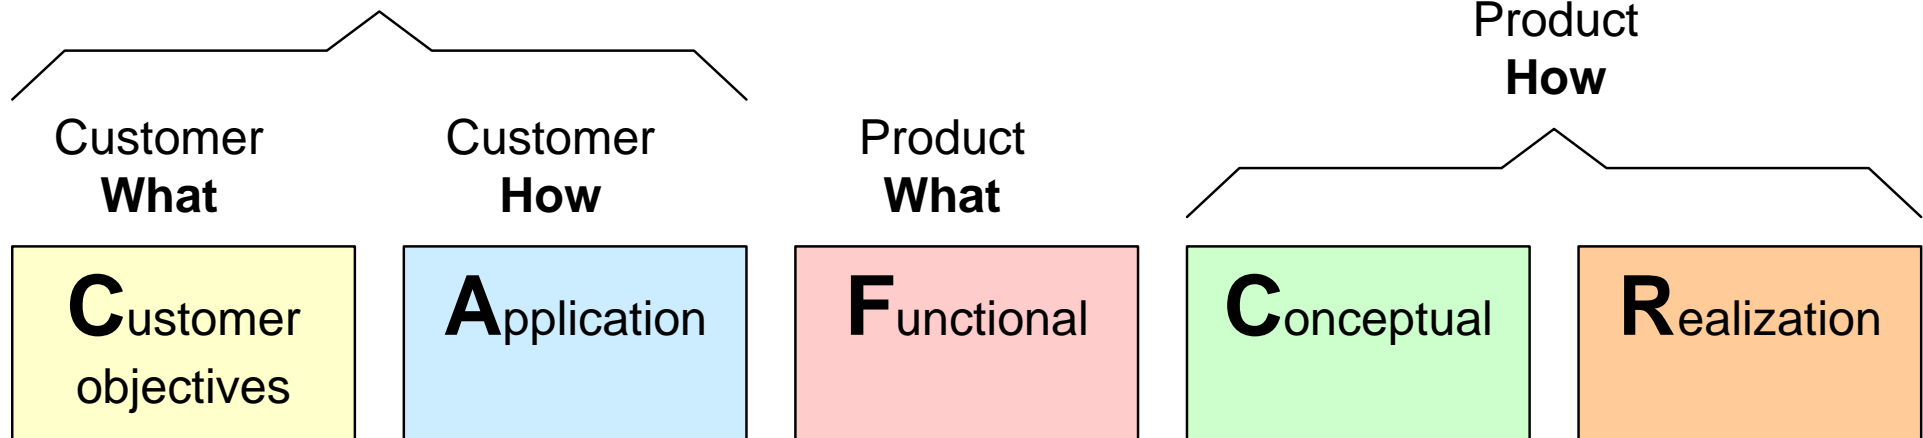 Product
How
Customer
What
Customer
How
Product
What
Customer
objectives
Application
Functional
Conceptual
Realization